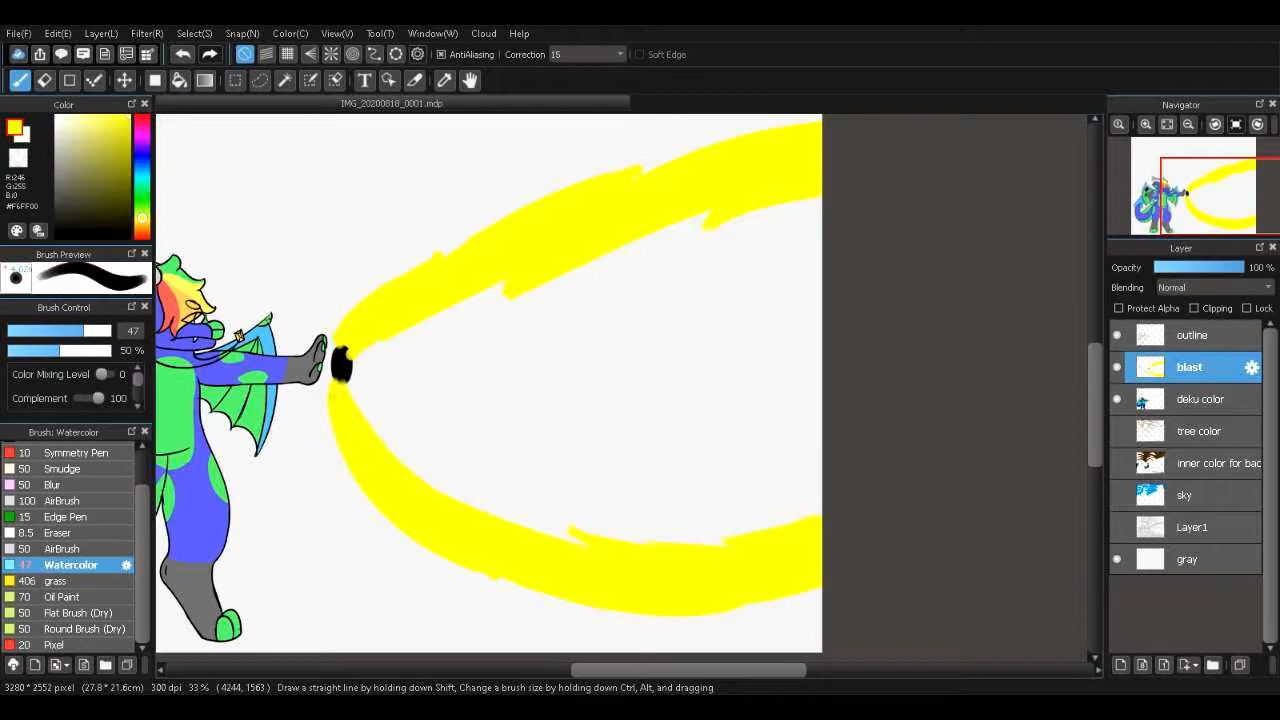 File(F) Edit(E) Layer(L) Filter(R) Select(S) Snap(N) Color(C) View(V) Tool(T) Window(W) Cloud Help
AntiAliasing Correction 15 Soft Edge
Color
IMG_20200818_0001.mdp
Navigator
R:246
G:255
B:0
#F6FF00
Brush Preview
Brush Control
47
50 %
Color Mixing Level 0
Complement 100
Brush: Watercolor
10 Symmetry Pen
50 Smudge
50 Blur
100 AirBrush
15 Edge Pen
8.5 Eraser
50 AirBrush
47 Watercolor
406 grass
70 Oil Paint
50 Flat Brush (Dry)
50 Round Brush (Dry)
20 Pixel
Layer
Opacity 100 %
Blending Normal
Protect Alpha Clipping Lock
outline
blast
deku color
tree color
inner color for bac
sky
Layer1
gray
3280 * 2552 pixel (27.8 * 21.6cm) 300 dpi 33 % (4244, 1563) Draw a straight line by holding down Shift, Change a brush size by holding down Ctrl, Alt, and dragging